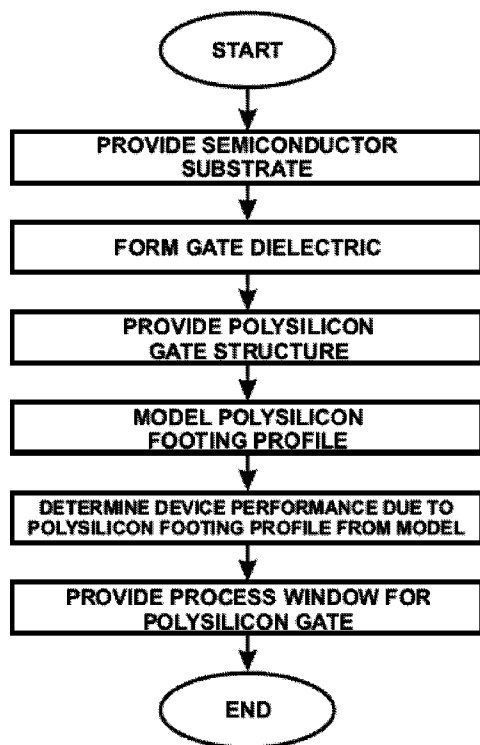 START
PROVIDE SEMICONDUCTOR
SUBSTRATE
FORM GATE DIELECTRIC
PROVIDE POLYSILICON
GATE STRUCTURE
MODEL POLYSILICON
FOOTING PROFILE
DETERMINE DEVICE PERFORMANCE DUE TO
POLYSILICON FOOTING PROFILE FROM MODEL
PROVIDE PROCESS WINDOW FOR
POLYSILICON GATE
END